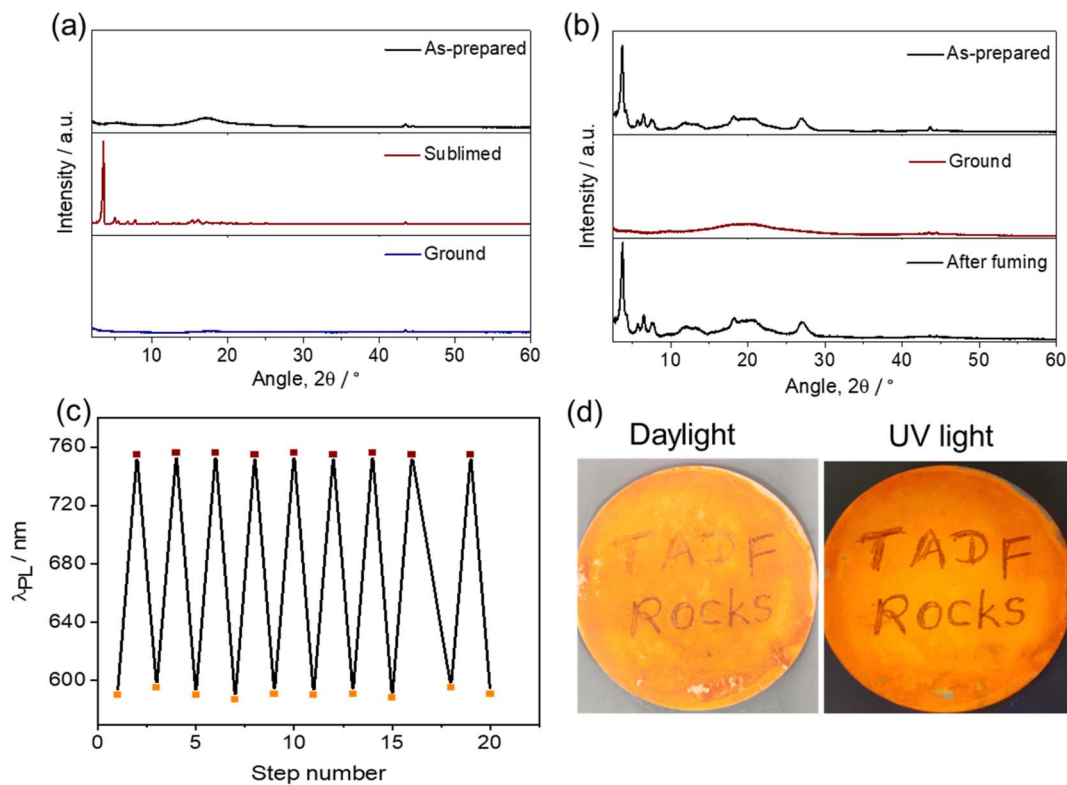 (a)
As-prepared
Sublimed
Ground
Intensity / a.u.
10 20 30 40 50 60
Angle, 2θ / °
(b)
As-prepared
Ground
After fuming
Intensity / a.u.
10 20 30 40 50 60
Angle, 2θ / °
(c)
760
720
680
640
600
λPL / nm
0 5 10 15 20
Step number
(d)
Daylight
UV light
TADF
Rocks
TADF
Rocks